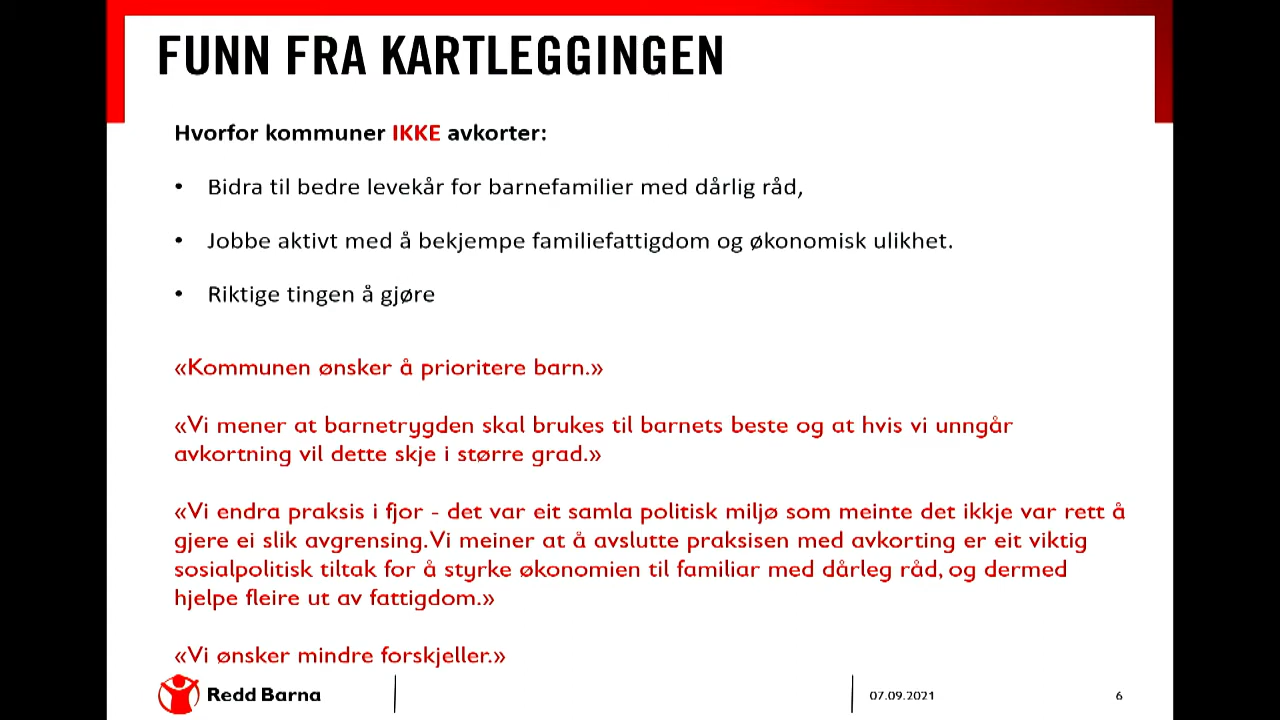 FUNN FRA KARTLEGGINGEN
Hvorfor kommuner IKKE avkorter:
• Bidra til bedre levekår for barnefamilier med dårlig råd,
• Jobbe aktivt med å bekjempe familiefattigdom og økonomisk ulikhet.
• Riktige tingen å gjøre
«Kommunen ønsker å prioritere barn.»
«Vi mener at barnetrygden skal brukes til barnets beste og at hvis vi unngår
avkortning vil dette skje i større grad.»
«Vi endra praksis i fjor - det var eit samla politisk miljø som meinte det ikkje var rett å
gjere ei slik avgrensing. Vi meiner at å avslutte praksisen med avkorting er eit viktig
sosialpolitisk tiltak for å styrke økonomien til familiar med dårleg råd, og dermed
hjelpe fleire ut av fattigdom.»
«Vi ønsker mindre forskjeller.»
Redd Barna
07.09.2021
6